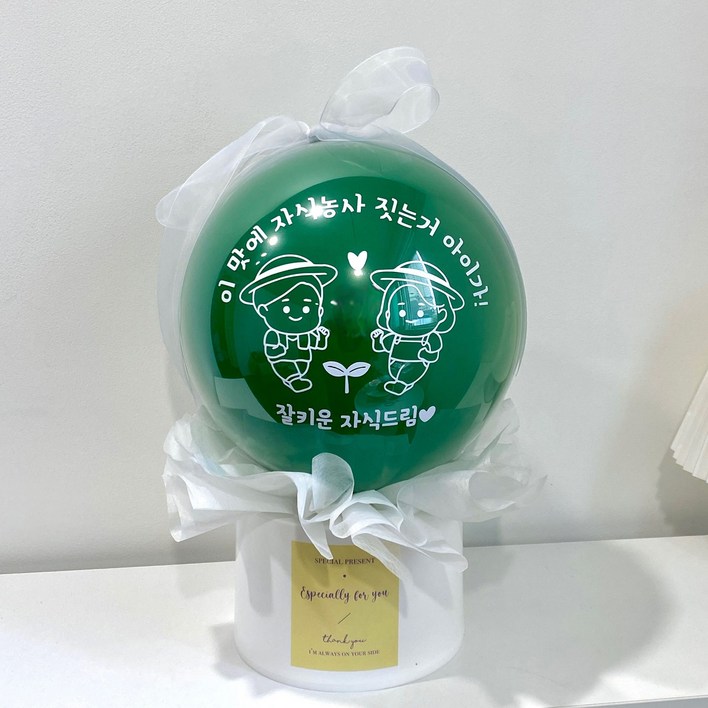 이 맛에 자식농사 짓는거 아이가!
잘키운 자식드림♥
SPECIAL PRESENT
Especially for you
thank you
I'M ALWAYS ON YOUR SIDE